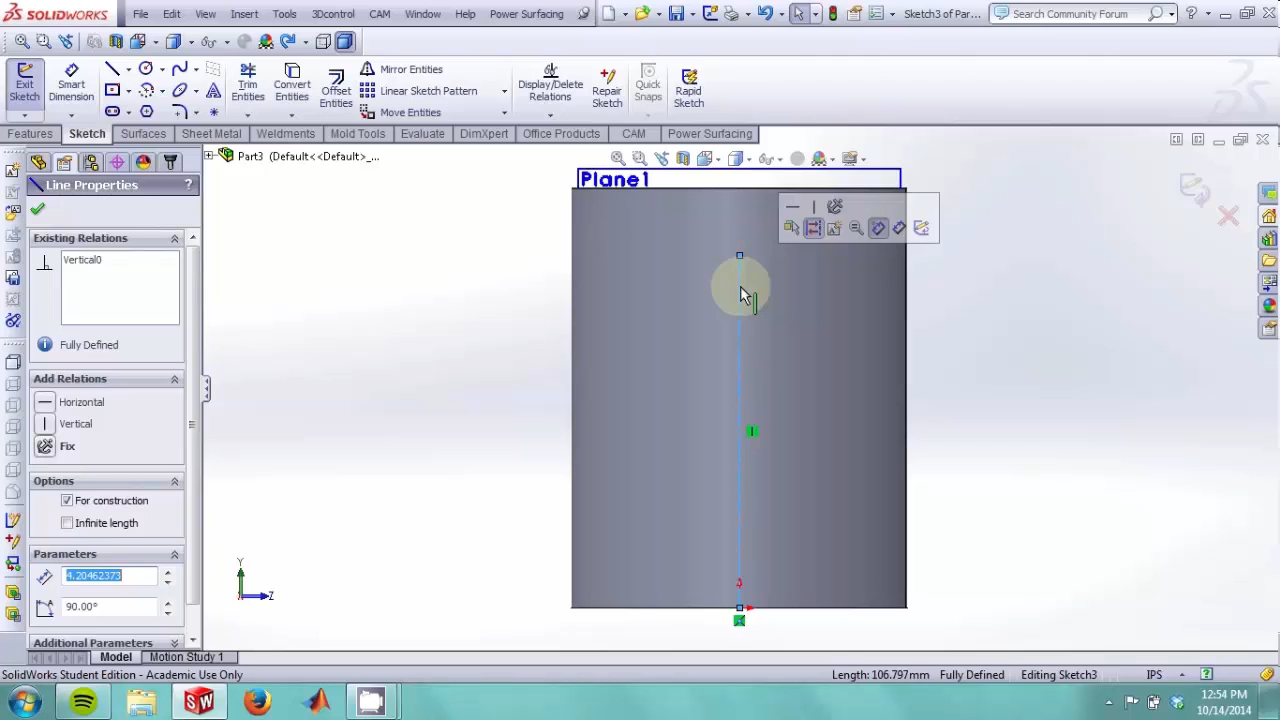 SOLIDWORKS File Edit View Insert Tools 3Dcontrol CAM Window Help Power Surfacing Sketch3 of Par... Search Community Forum
Exit Sketch
Smart Dimension
Trim Entities
Convert Entities
Offset Entities
Mirror Entities
Linear Sketch Pattern
Move Entities
Display/Delete Relations
Repair Sketch
Quick Snaps
Rapid Sketch
Features Sketch Surfaces Sheet Metal Weldments Mold Tools Evaluate DimXpert Office Products CAM Power Surfacing
Part3 (Default<<Default>_...
Line Properties ?
Plane1
Existing Relations
Vertical0
Fully Defined
Add Relations
Horizontal
Vertical
Fix
Options
For construction
Infinite length
Parameters
4.20462373
90.00°
Additional Parameters
Y
Z
Model Motion Study 1
SolidWorks Student Edition - Academic Use Only Length: 106.797mm Fully Defined Editing Sketch3 IPS
12:54 PM
10/14/2014